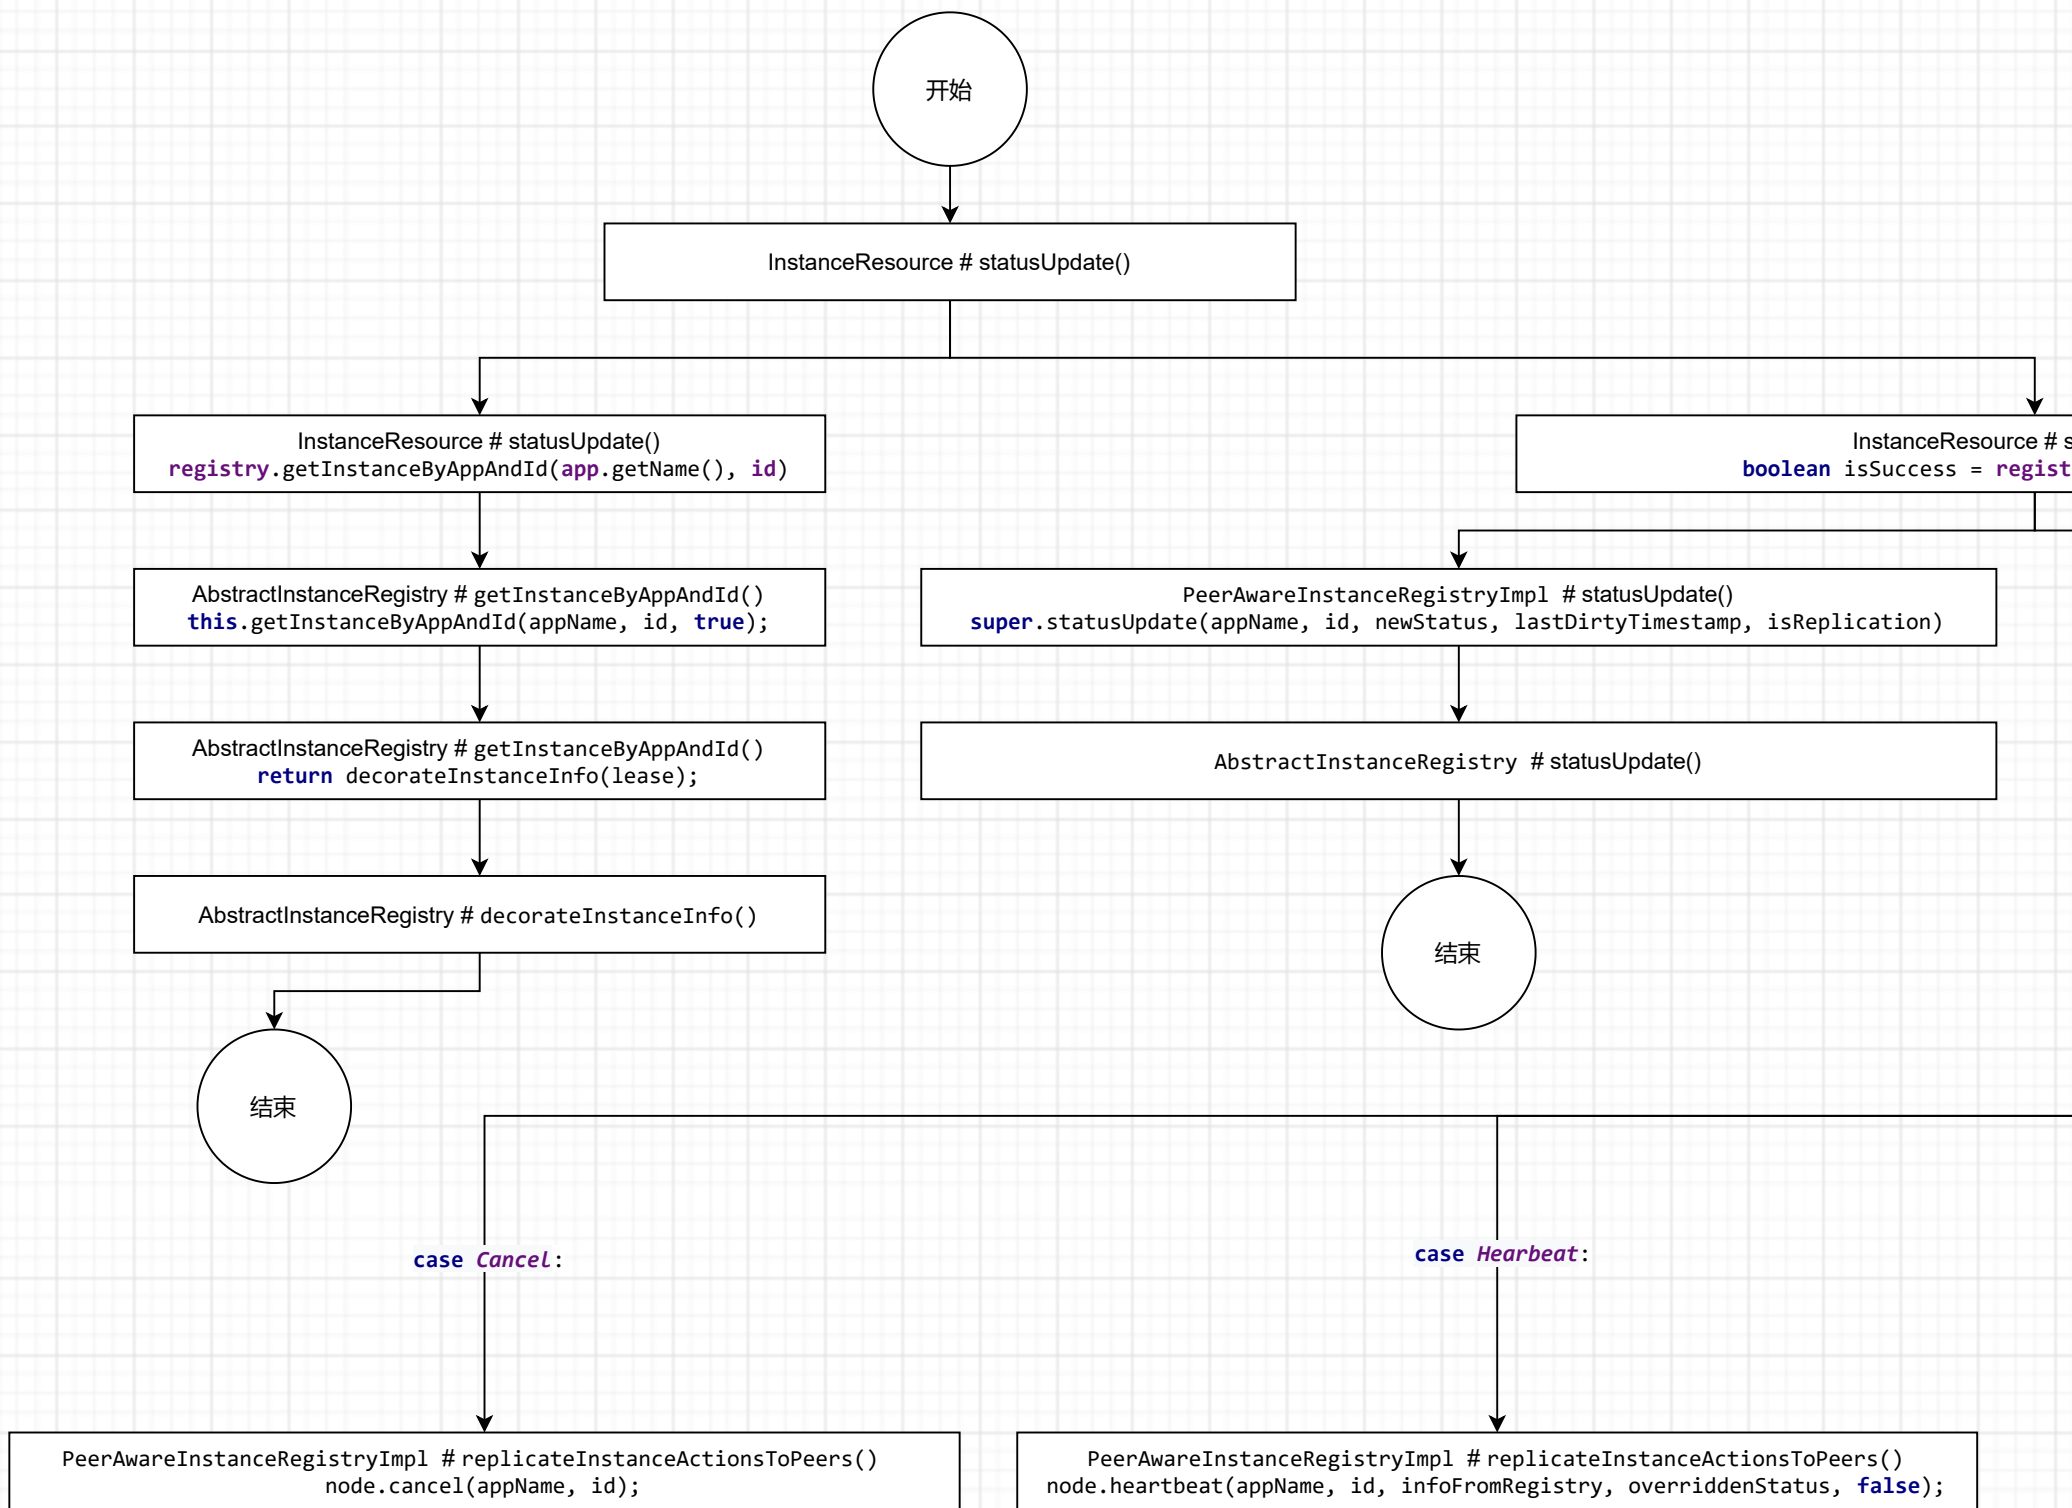 开始
InstanceResource # statusUpdate()
InstanceResource # statusUpdate()
registry.getInstanceByAppAndId(app.getName(), id)
InstanceResource # s
boolean isSuccess = regist
AbstractInstanceRegistry # getInstanceByAppAndId()
this.getInstanceByAppAndId(appName, id, true);
PeerAwareInstanceRegistryImpl # statusUpdate()
super.statusUpdate(appName, id, newStatus, lastDirtyTimestamp, isReplication)
AbstractInstanceRegistry # getInstanceByAppAndId()
return decorateInstanceInfo(lease);
AbstractInstanceRegistry # statusUpdate()
AbstractInstanceRegistry # decorateInstanceInfo()
结束
结束
case Cancel:
case Hearbeat:
PeerAwareInstanceRegistryImpl # replicateInstanceActionsToPeers()
node.cancel(appName, id);
PeerAwareInstanceRegistryImpl # replicateInstanceActionsToPeers()
node.heartbeat(appName, id, infoFromRegistry, overriddenStatus, false);